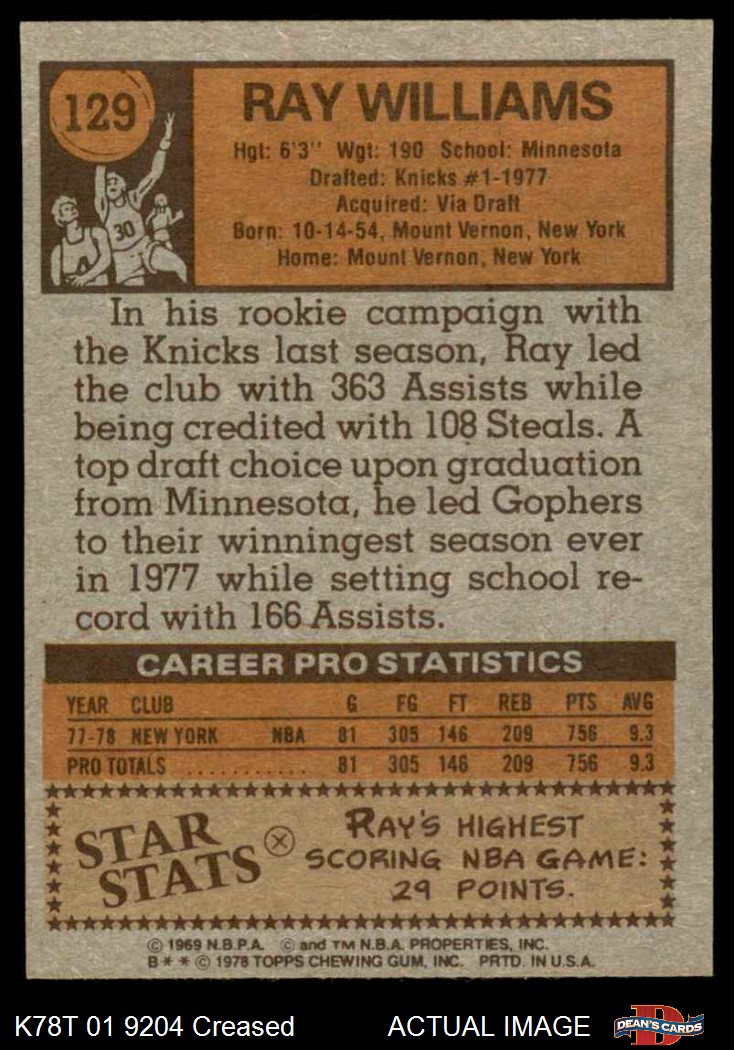 129
30
RAY WILLIAMS
Hgt: 6'3'' Wgt: 190 School: Minnesota
Drafted: Knicks #1-1977
Acquired: Via Draft
Born: 10-14-54, Mount Vernon, New York
Home: Mount Vernon, New York
In his rookie campaign with
the Knicks last season, Ray led
the club with 363 Assists while
being credited with 108 Steals. A
top draft choice upon graduation
from Minnesota, he led Gophers
to their winningest season ever
in 1977 while setting school re-
cord with 166 Assists.
CAREER PRO STATISTICS
YEAR CLUB G FG FT REB PTS AVG
77-78 NEW YORK NBA 81 305 146 209 756 9.3
PRO TOTALS ........... 81 305 146 209 756 9.3
STAR STATS
RAY'S HIGHEST
SCORING NBA GAME:
29 POINTS.
© 1969 N.B.P.A. © and TM N.B.A. PROPERTIES, INC.
B** © 1978 TOPPS CHEWING GUM, INC. PRTD. IN U.S.A.
K78T 01 9204 Creased ACTUAL IMAGE
D
DEAN'S CARDS